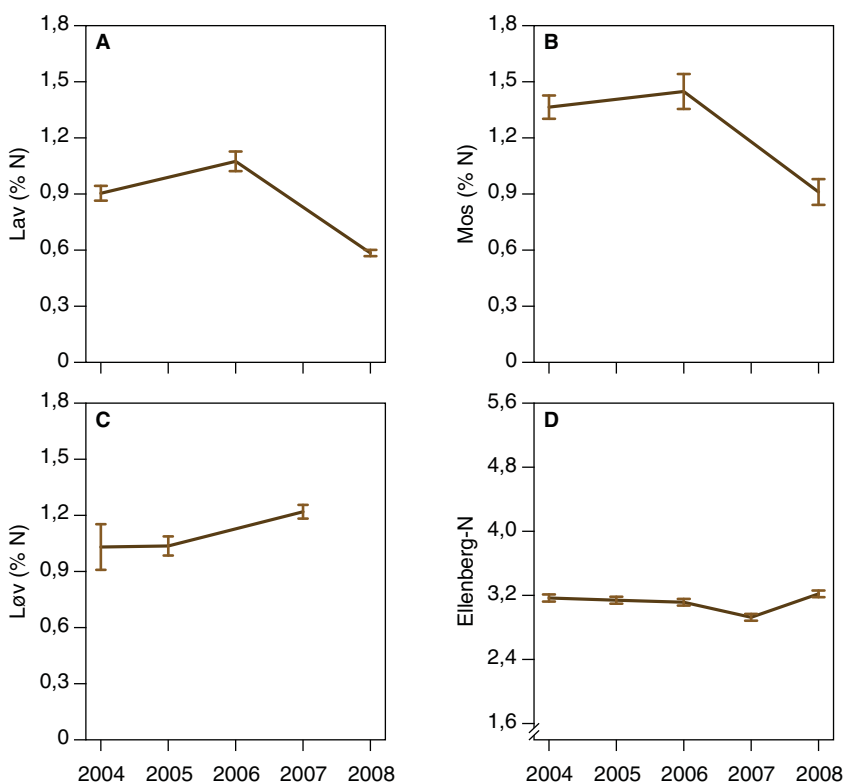 A
1,8
1,5
1,2
0,9
0,6
0,3
0
Lav (% N)
B
1,8
1,5
1,2
0,9
0,6
0,3
0
Mos (% N)
C
1,8
1,5
1,2
0,9
0,6
0,3
0
Løv (% N)
2004 2005 2006 2007 2008
D
5,6
4,8
4,0
3,2
2,4
1,6
Ellenberg-N
2004 2005 2006 2007 2008